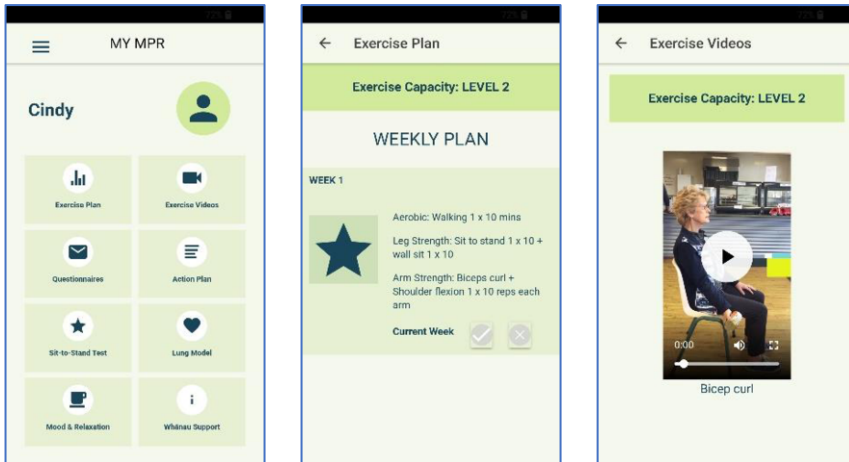 MY MPR
Cindy
Exercise Plan
Exercise Videos
Questionnaires
Action Plan
Sit-to-Stand Test
Lung Model
Mood & Relaxation
Whānau Support
Exercise Plan
Exercise Capacity: LEVEL 2
WEEKLY PLAN
WEEK 1
Aerobic: Walking 1 x 10 mins
Leg Strength: Sit to stand 1 x 10 +
wall sit 1 x 10
Arm Strength: Biceps curl +
Shoulder flexion 1 x 10 reps each
arm
Current Week
Exercise Videos
Exercise Capacity: LEVEL 2
0:00
Bicep curl